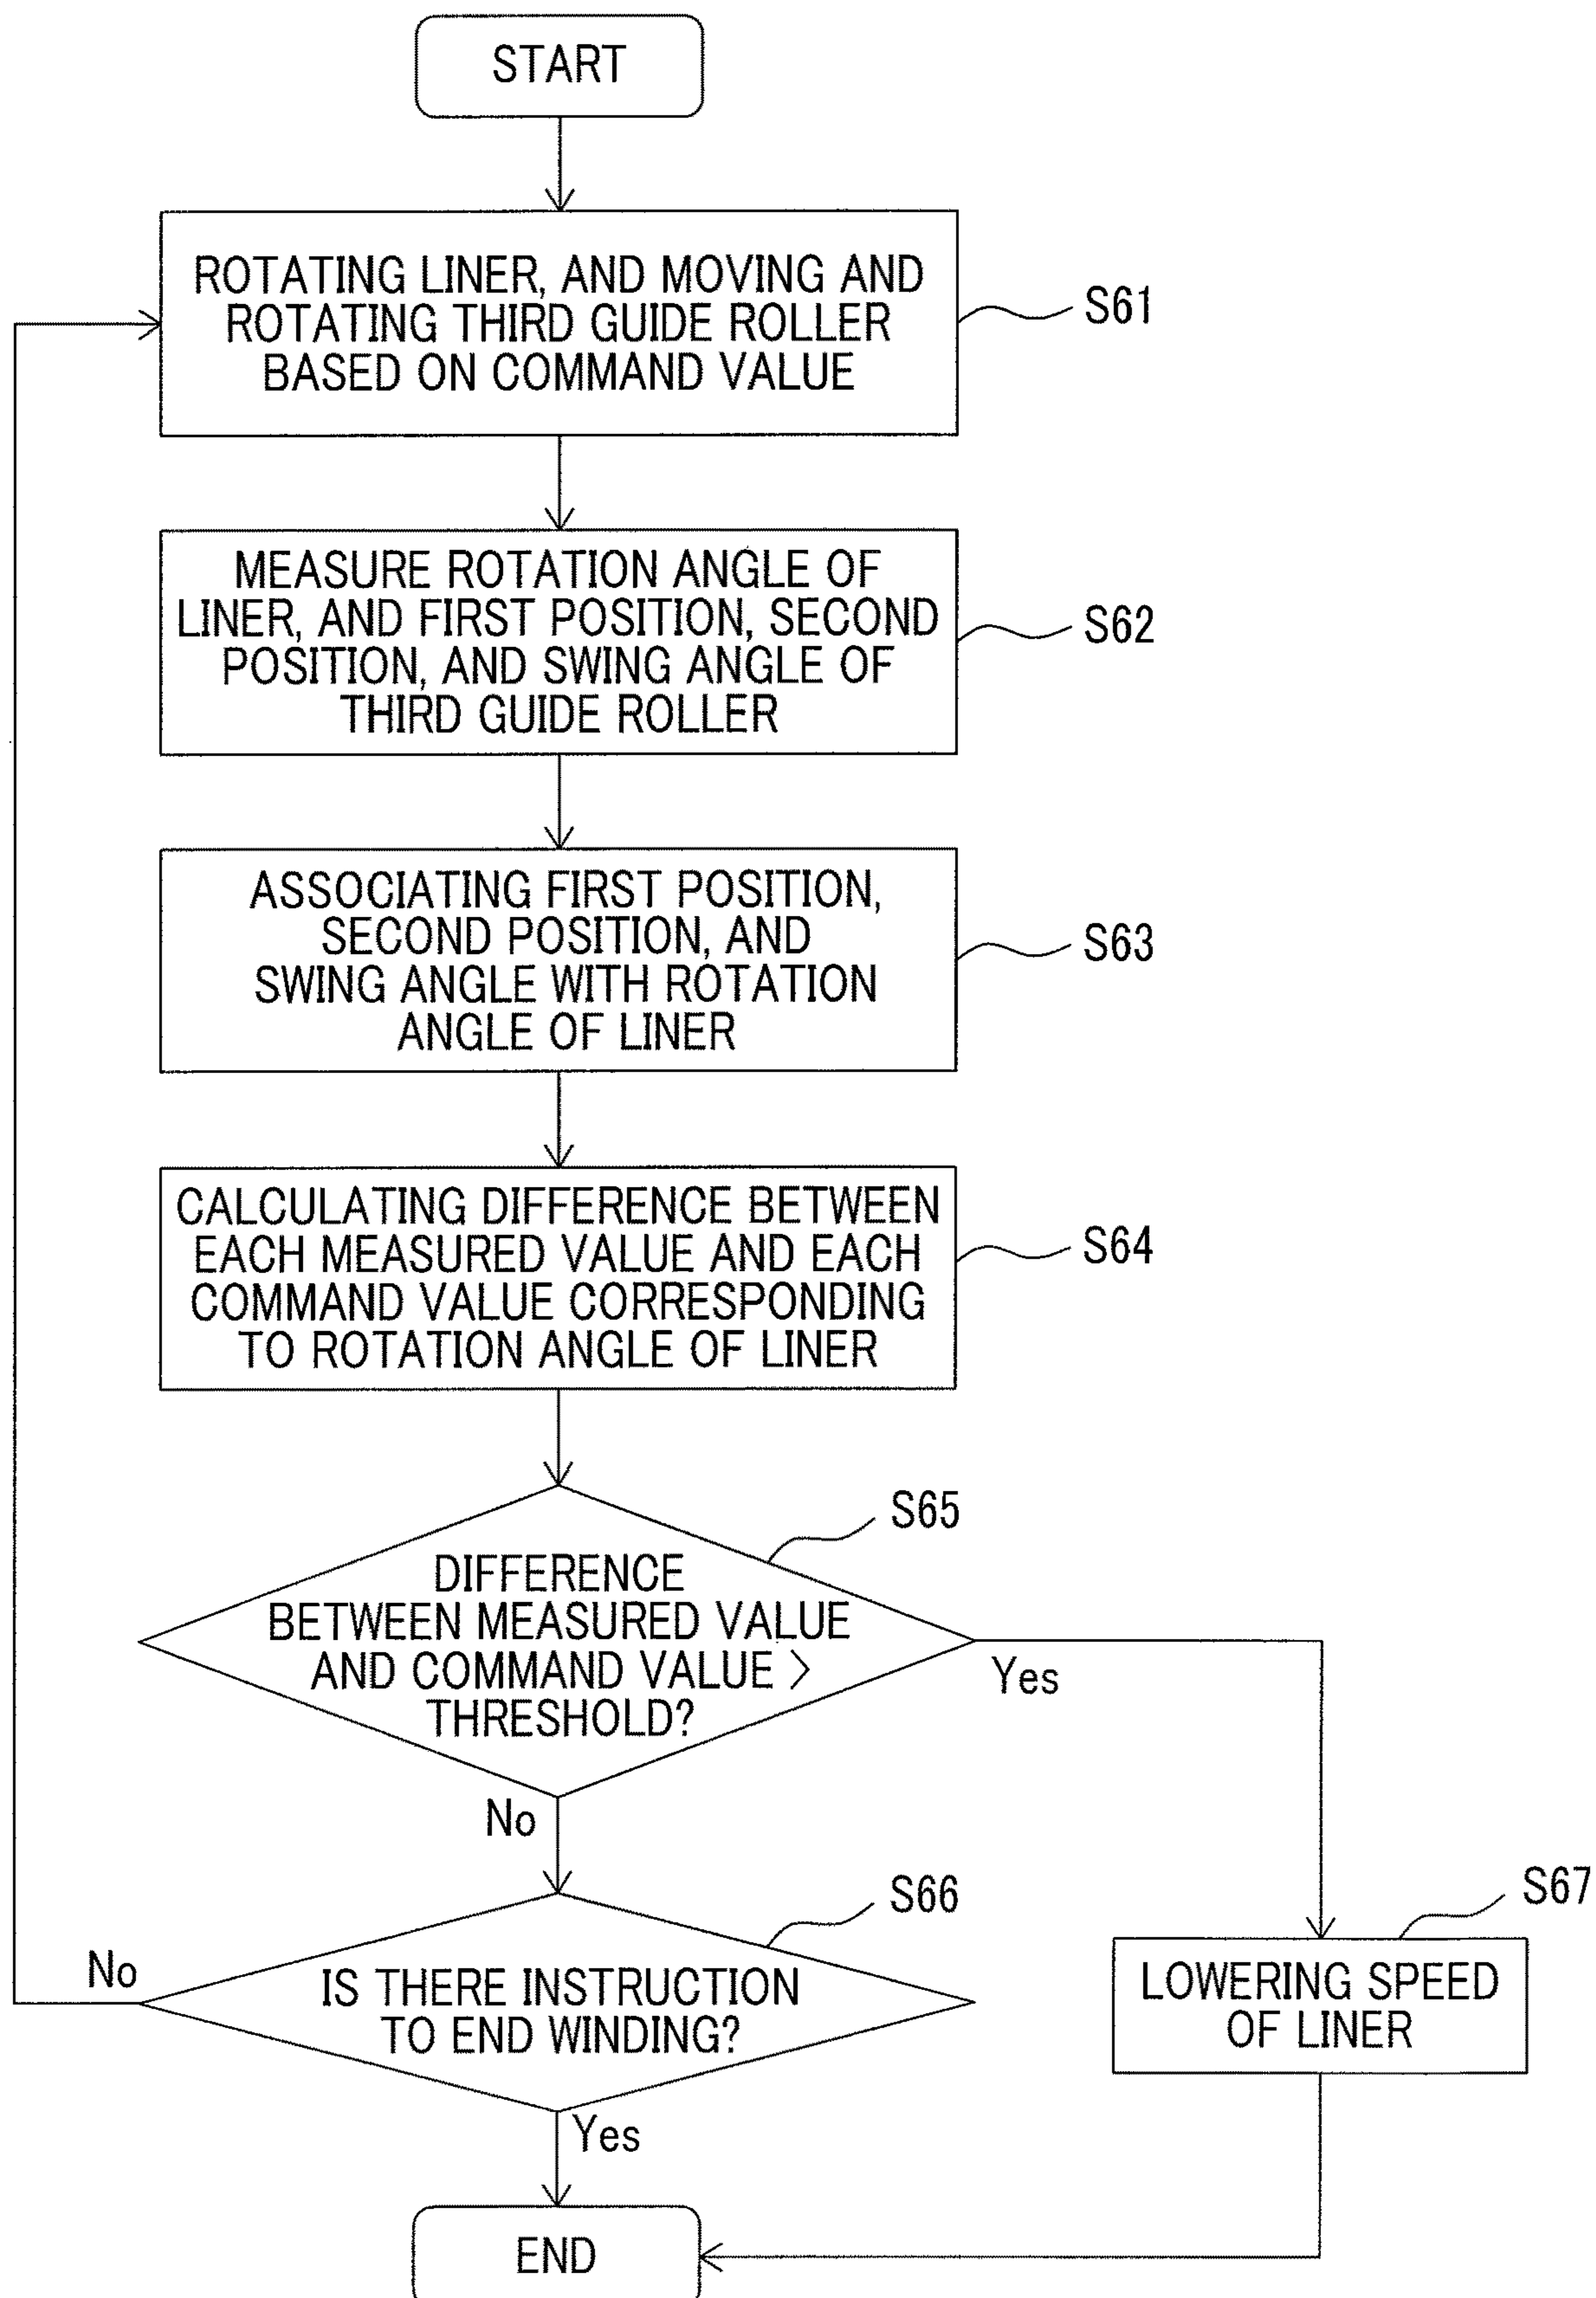 START
ROTATING LINER, AND MOVING AND
ROTATING THIRD GUIDE ROLLER
BASED ON COMMAND VALUE
S61
MEASURE ROTATION ANGLE OF
LINER, AND FIRST POSITION, SECOND
POSITION, AND SWING ANGLE OF
THIRD GUIDE ROLLER
S62
ASSOCIATING FIRST POSITION,
SECOND POSITION, AND
SWING ANGLE WITH ROTATION
ANGLE OF LINER
S63
CALCULATING DIFFERENCE BETWEEN
EACH MEASURED VALUE AND EACH
COMMAND VALUE CORRESPONDING
TO ROTATION ANGLE OF LINER
S64
S65
DIFFERENCE
BETWEEN MEASURED VALUE
AND COMMAND VALUE >
THRESHOLD?
Yes
No
S66
IS THERE INSTRUCTION
TO END WINDING?
No
Yes
S67
LOWERING SPEED
OF LINER
END